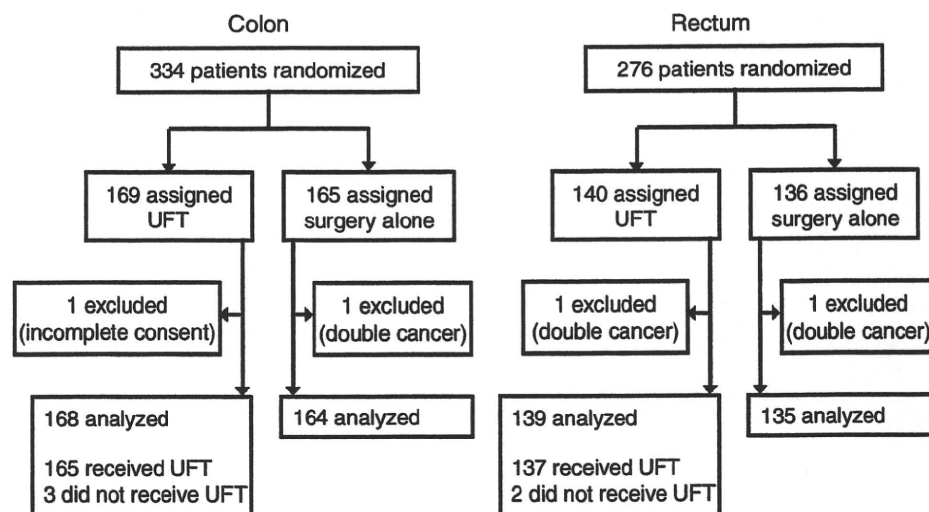 Colon
334 patients randomized
169 assigned
UFT
165 assigned
surgery alone
1 excluded
(incomplete consent)
1 excluded
(double cancer)
168 analyzed
165 received UFT
3 did not receive UFT
164 analyzed
Rectum
276 patients randomized
140 assigned
UFT
136 assigned
surgery alone
1 excluded
(double cancer)
1 excluded
(double cancer)
139 analyzed
137 received UFT
2 did not receive UFT
135 analyzed